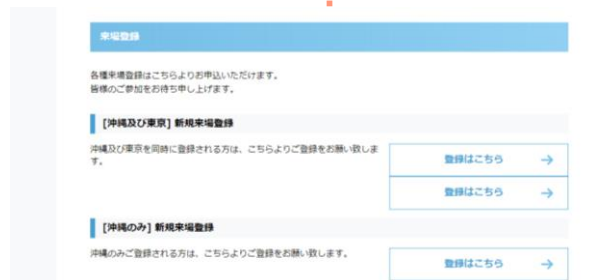 来場登録
各種来場登録はこちらよりお申込いただけます。
皆様のご参加をお待ち申し上げます。
[沖縄及び東京] 新規来場登録
沖縄及び東京を同時に登録される方は、こちらよりご登録をお願い致しま
す。
登録はこちら →
登録はこちら →
[沖縄のみ] 新規来場登録
沖縄のみご登録される方は、こちらよりご登録をお願い致します。
登録はこちら →